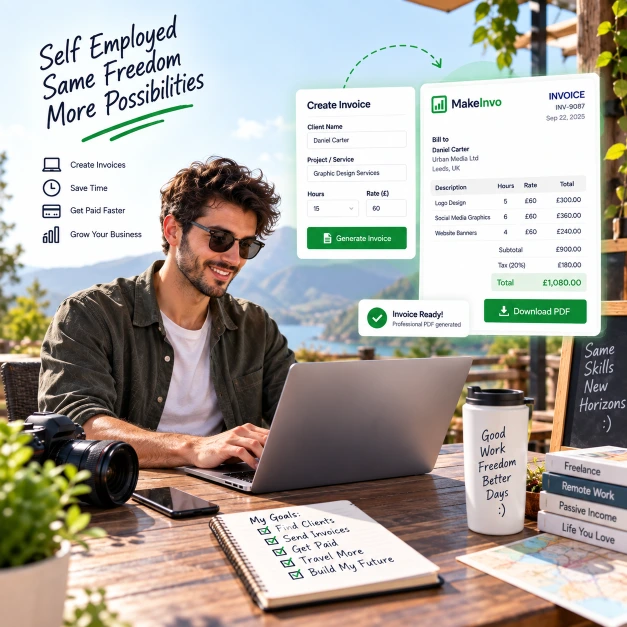 Self Employed
Same Freedom
More Possibilities
Create Invoices
Save Time
Get Paid Faster
Grow Your Business
Create Invoice
Client Name
Daniel Carter
Project / Service
Graphic Design Services
Hours Rate (£)
15 60
Generate Invoice
MakeInvo
INVOICE
INV-9087
Sep 22, 2025
Bill to
Daniel Carter
Urban Media Ltd
Leeds, UK
Description Hours Rate Total
Logo Design 5 £60 £300.00
Social Media Graphics 6 £60 £360.00
Website Banners 4 £60 £240.00
Subtotal £900.00
Tax (20%) £180.00
Total £1,080.00
Download PDF
Invoice Ready!
Professional PDF generated
Same
Skills
New
Horizons
:)
Good
Work
Freedom
Better
Days
:)
Freelance
Remote Work
Passive Income
Life You Love
My Goals:
Find Clients
Send Invoices
Get Paid
Travel More
Build My Future